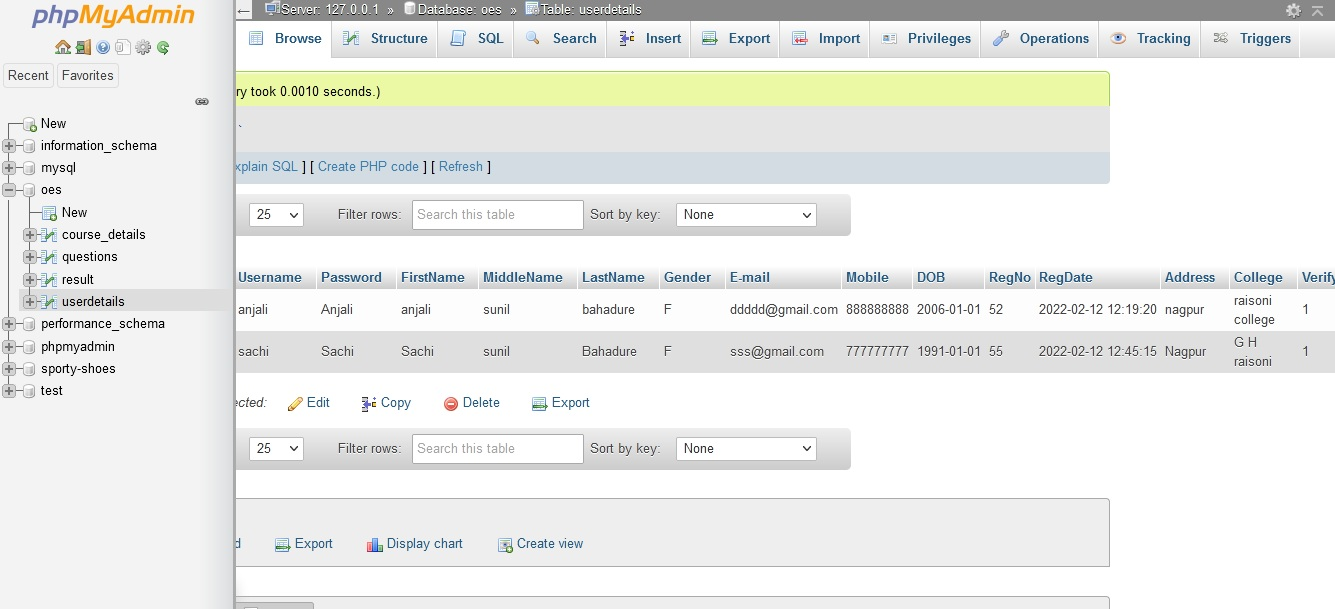 phpMyAdmin
Recent Favorites
New
information_schema
mysql
oes
New
course_details
questions
result
userdetails
performance_schema
phpmyadmin
sporty-shoes
test
← Server: 127.0.0.1 » Database: oes » Table: userdetails
Browse Structure SQL Search Insert Export Import Privileges Operations Tracking Triggers
ry took 0.0010 seconds.)
`
xplain SQL ] [ Create PHP code ] [ Refresh ]
25 Filter rows: Search this table Sort by key: None
Username Password FirstName MiddleName LastName Gender E-mail Mobile DOB RegNo RegDate Address College Verify
anjali Anjali anjali sunil bahadure F ddddd@gmail.com 888888888 2006-01-01 52 2022-02-12 12:19:20 nagpur raisoni college 1
sachi Sachi Sachi sunil Bahadure F sss@gmail.com 777777777 1991-01-01 55 2022-02-12 12:45:15 Nagpur G H raisoni 1
ected: Edit Copy Delete Export
25 Filter rows: Search this table Sort by key: None
d Export Display chart Create view